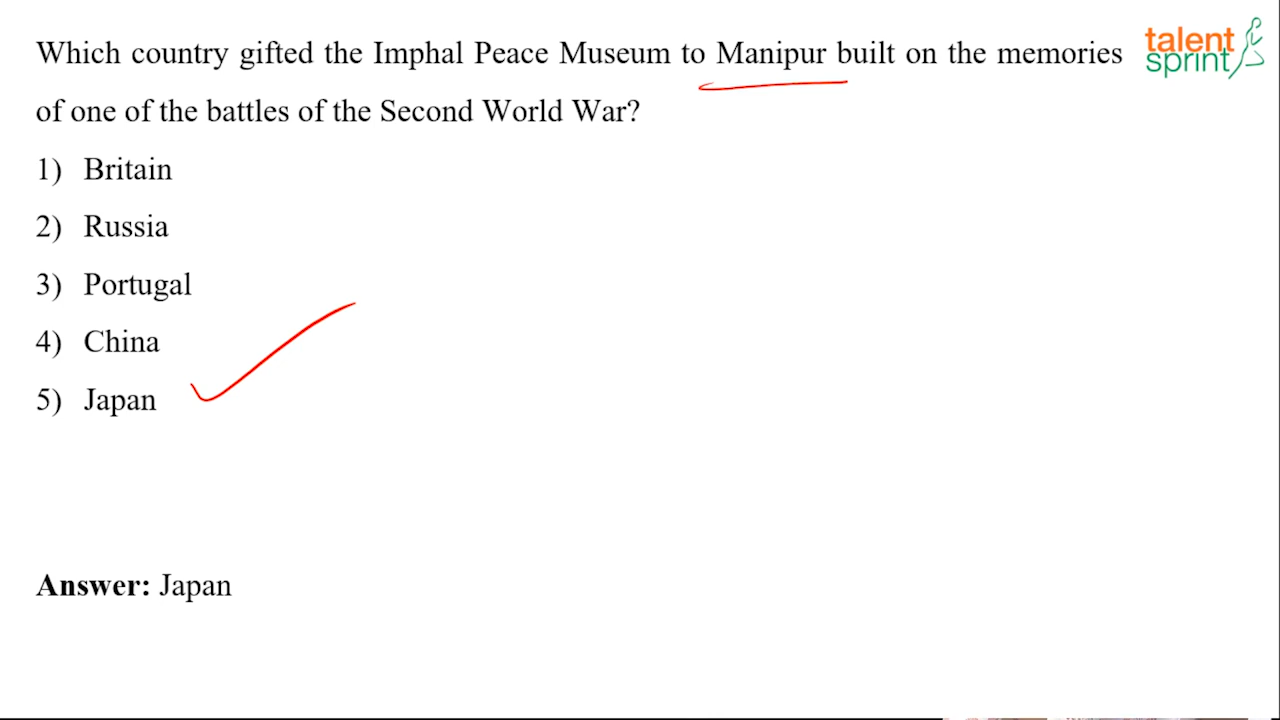 Which country gifted the Imphal Peace Museum to Manipur built on the memories
of one of the battles of the Second World War?
1) Britain
2) Russia
3) Portugal
4) China
5) Japan
Answer: Japan
talent
sprint